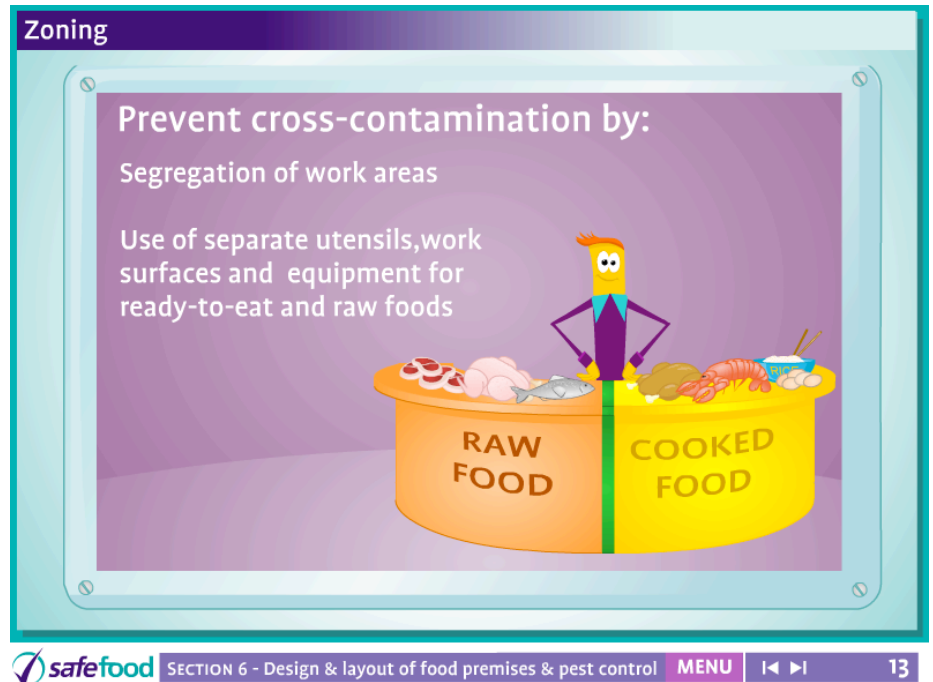 Zoning
Prevent cross-contamination by:
Segregation of work areas
Use of separate utensils,work
surfaces and equipment for
ready-to-eat and raw foods
RICE
RAW
FOOD
COOKED
FOOD
safefood SECTION 6 - Design & layout of food premises & pest control MENU 13